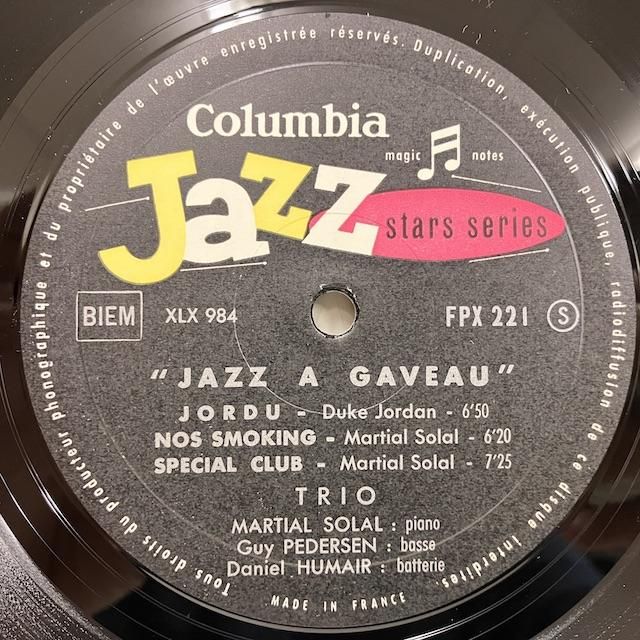 Tous droits du producteur phonographique et du propriétaire de l'œuvre enregistrée réservés. Duplication, exécution publique, radiodiffusion de ce disque interdites.
Columbia
magic notes
Jazz
stars series
BIEM XLX 984 FPX 221 S
"JAZZ A GAVEAU"
JORDU - Duke Jordan - 6'50
NOS SMOKING - Martial Solal - 6'20
SPECIAL CLUB - Martial Solal - 7'25
TRIO
MARTIAL SOLAL : piano
Guy PEDERSEN : basse
Daniel HUMAIR : batterie
MADE IN FRANCE